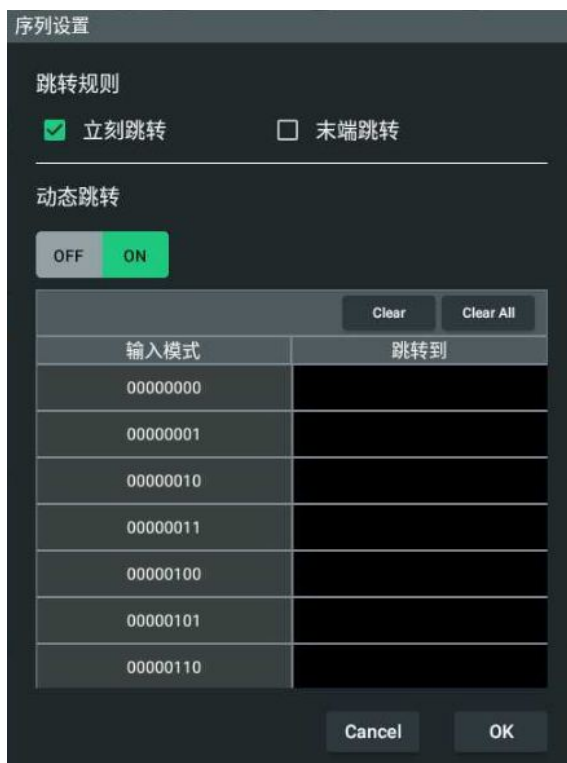 序列设置
跳转规则
立刻跳转 末端跳转
动态跳转
OFF ON
Clear Clear All
输入模式 跳转到
00000000
00000001
00000010
00000011
00000100
00000101
00000110
Cancel OK